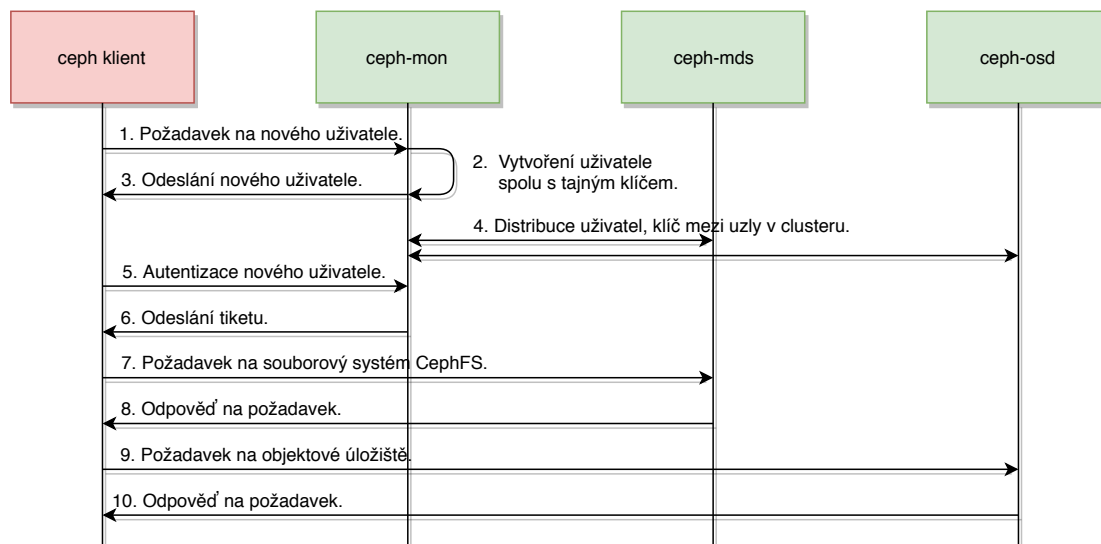 ceph klient
ceph-mon
ceph-mds
ceph-osd
1. Požadavek na nového uživatele.
2. Vytvoření uživatele
spolu s tajným klíčem.
3. Odeslání nového uživatele.
4. Distribuce uživatel, klíč mezi uzly v clusteru.
5. Autentizace nového uživatele.
6. Odeslání tiketu.
7. Požadavek na souborový systém CephFS.
8. Odpověď na požadavek.
9. Požadavek na objektové úložiště.
10. Odpověď na požadavek.